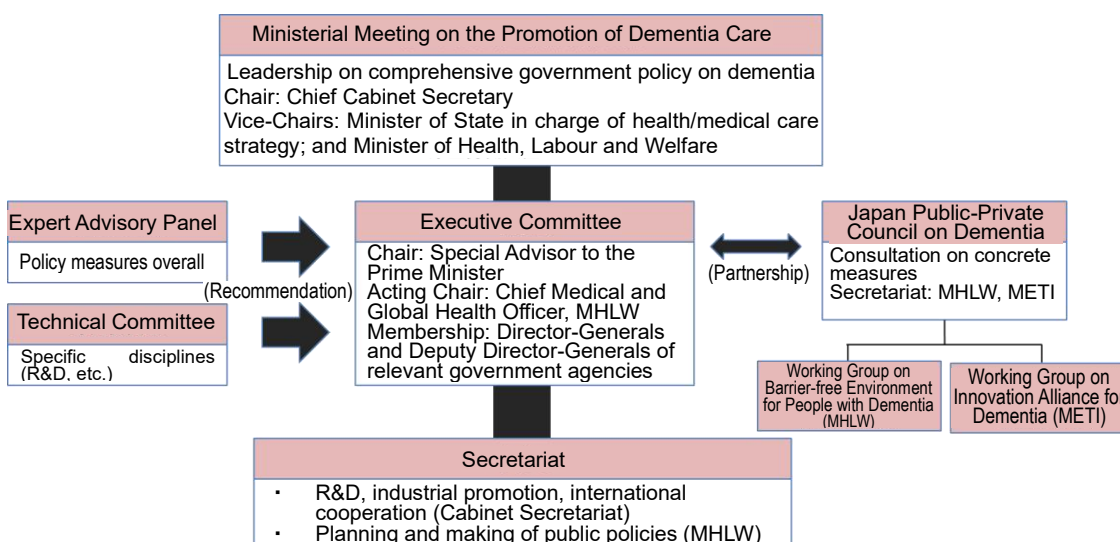 Ministerial Meeting on the Promotion of Dementia Care
Leadership on comprehensive government policy on dementia
Chair: Chief Cabinet Secretary
Vice-Chairs: Minister of State in charge of health/medical care
strategy; and Minister of Health, Labour and Welfare
Expert Advisory Panel
Policy measures overall
(Recommendation)
Technical Committee
Specific disciplines
(R&D, etc.)
Executive Committee
Chair: Special Advisor to the
Prime Minister
Acting Chair: Chief Medical and
Global Health Officer, MHLW
Membership: Director-Generals
and Deputy Director-Generals of
relevant government agencies
(Partnership)
Japan Public-Private
Council on Dementia
Consultation on concrete
measures
Secretariat: MHLW, METI
Working Group on
Barrier-free Environment
for People with Dementia
(MHLW)
Working Group on
Innovation Alliance for
Dementia (METI)
Secretariat
· R&D, industrial promotion, international
cooperation (Cabinet Secretariat)
· Planning and making of public policies (MHLW)